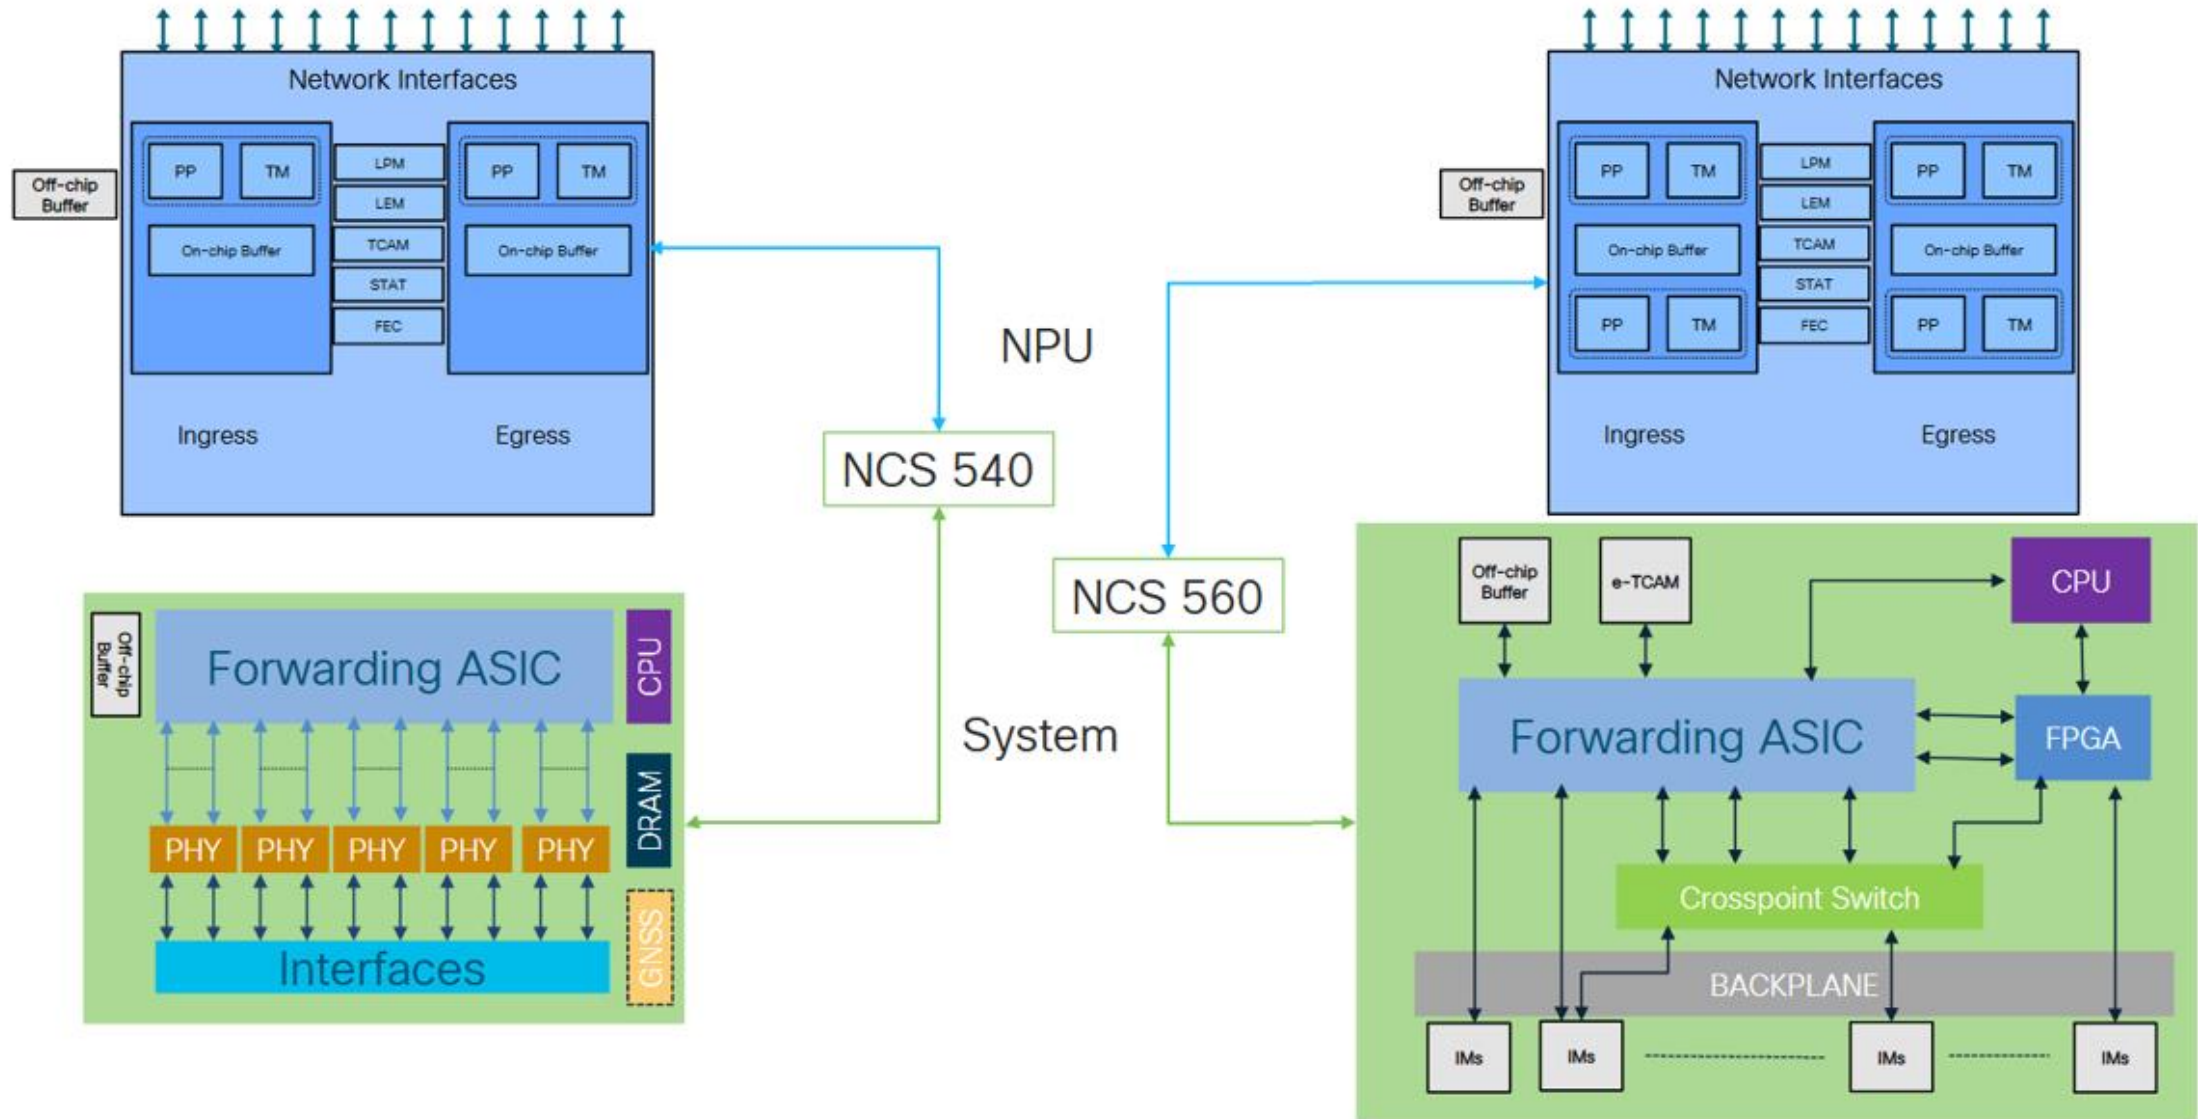 Network Interfaces
Off-chip
Buffer
PP
TM
On-chip Buffer
LPM
LEM
TCAM
STAT
FEC
PP
TM
On-chip Buffer
Ingress
Egress
Network Interfaces
Off-chip
Buffer
PP
TM
On-chip Buffer
PP
TM
LPM
LEM
TCAM
STAT
FEC
PP
TM
On-chip Buffer
PP
TM
Ingress
Egress
NPU
NCS 540
NCS 560
System
Off-chip
Buffer
Forwarding ASIC
CPU
DRAM
GNSS
PHY
PHY
PHY
PHY
PHY
Interfaces
Off-chip
Buffer
e-TCAM
CPU
Forwarding ASIC
FPGA
Crosspoint Switch
BACKPLANE
IMs
IMs
IMs
IMs